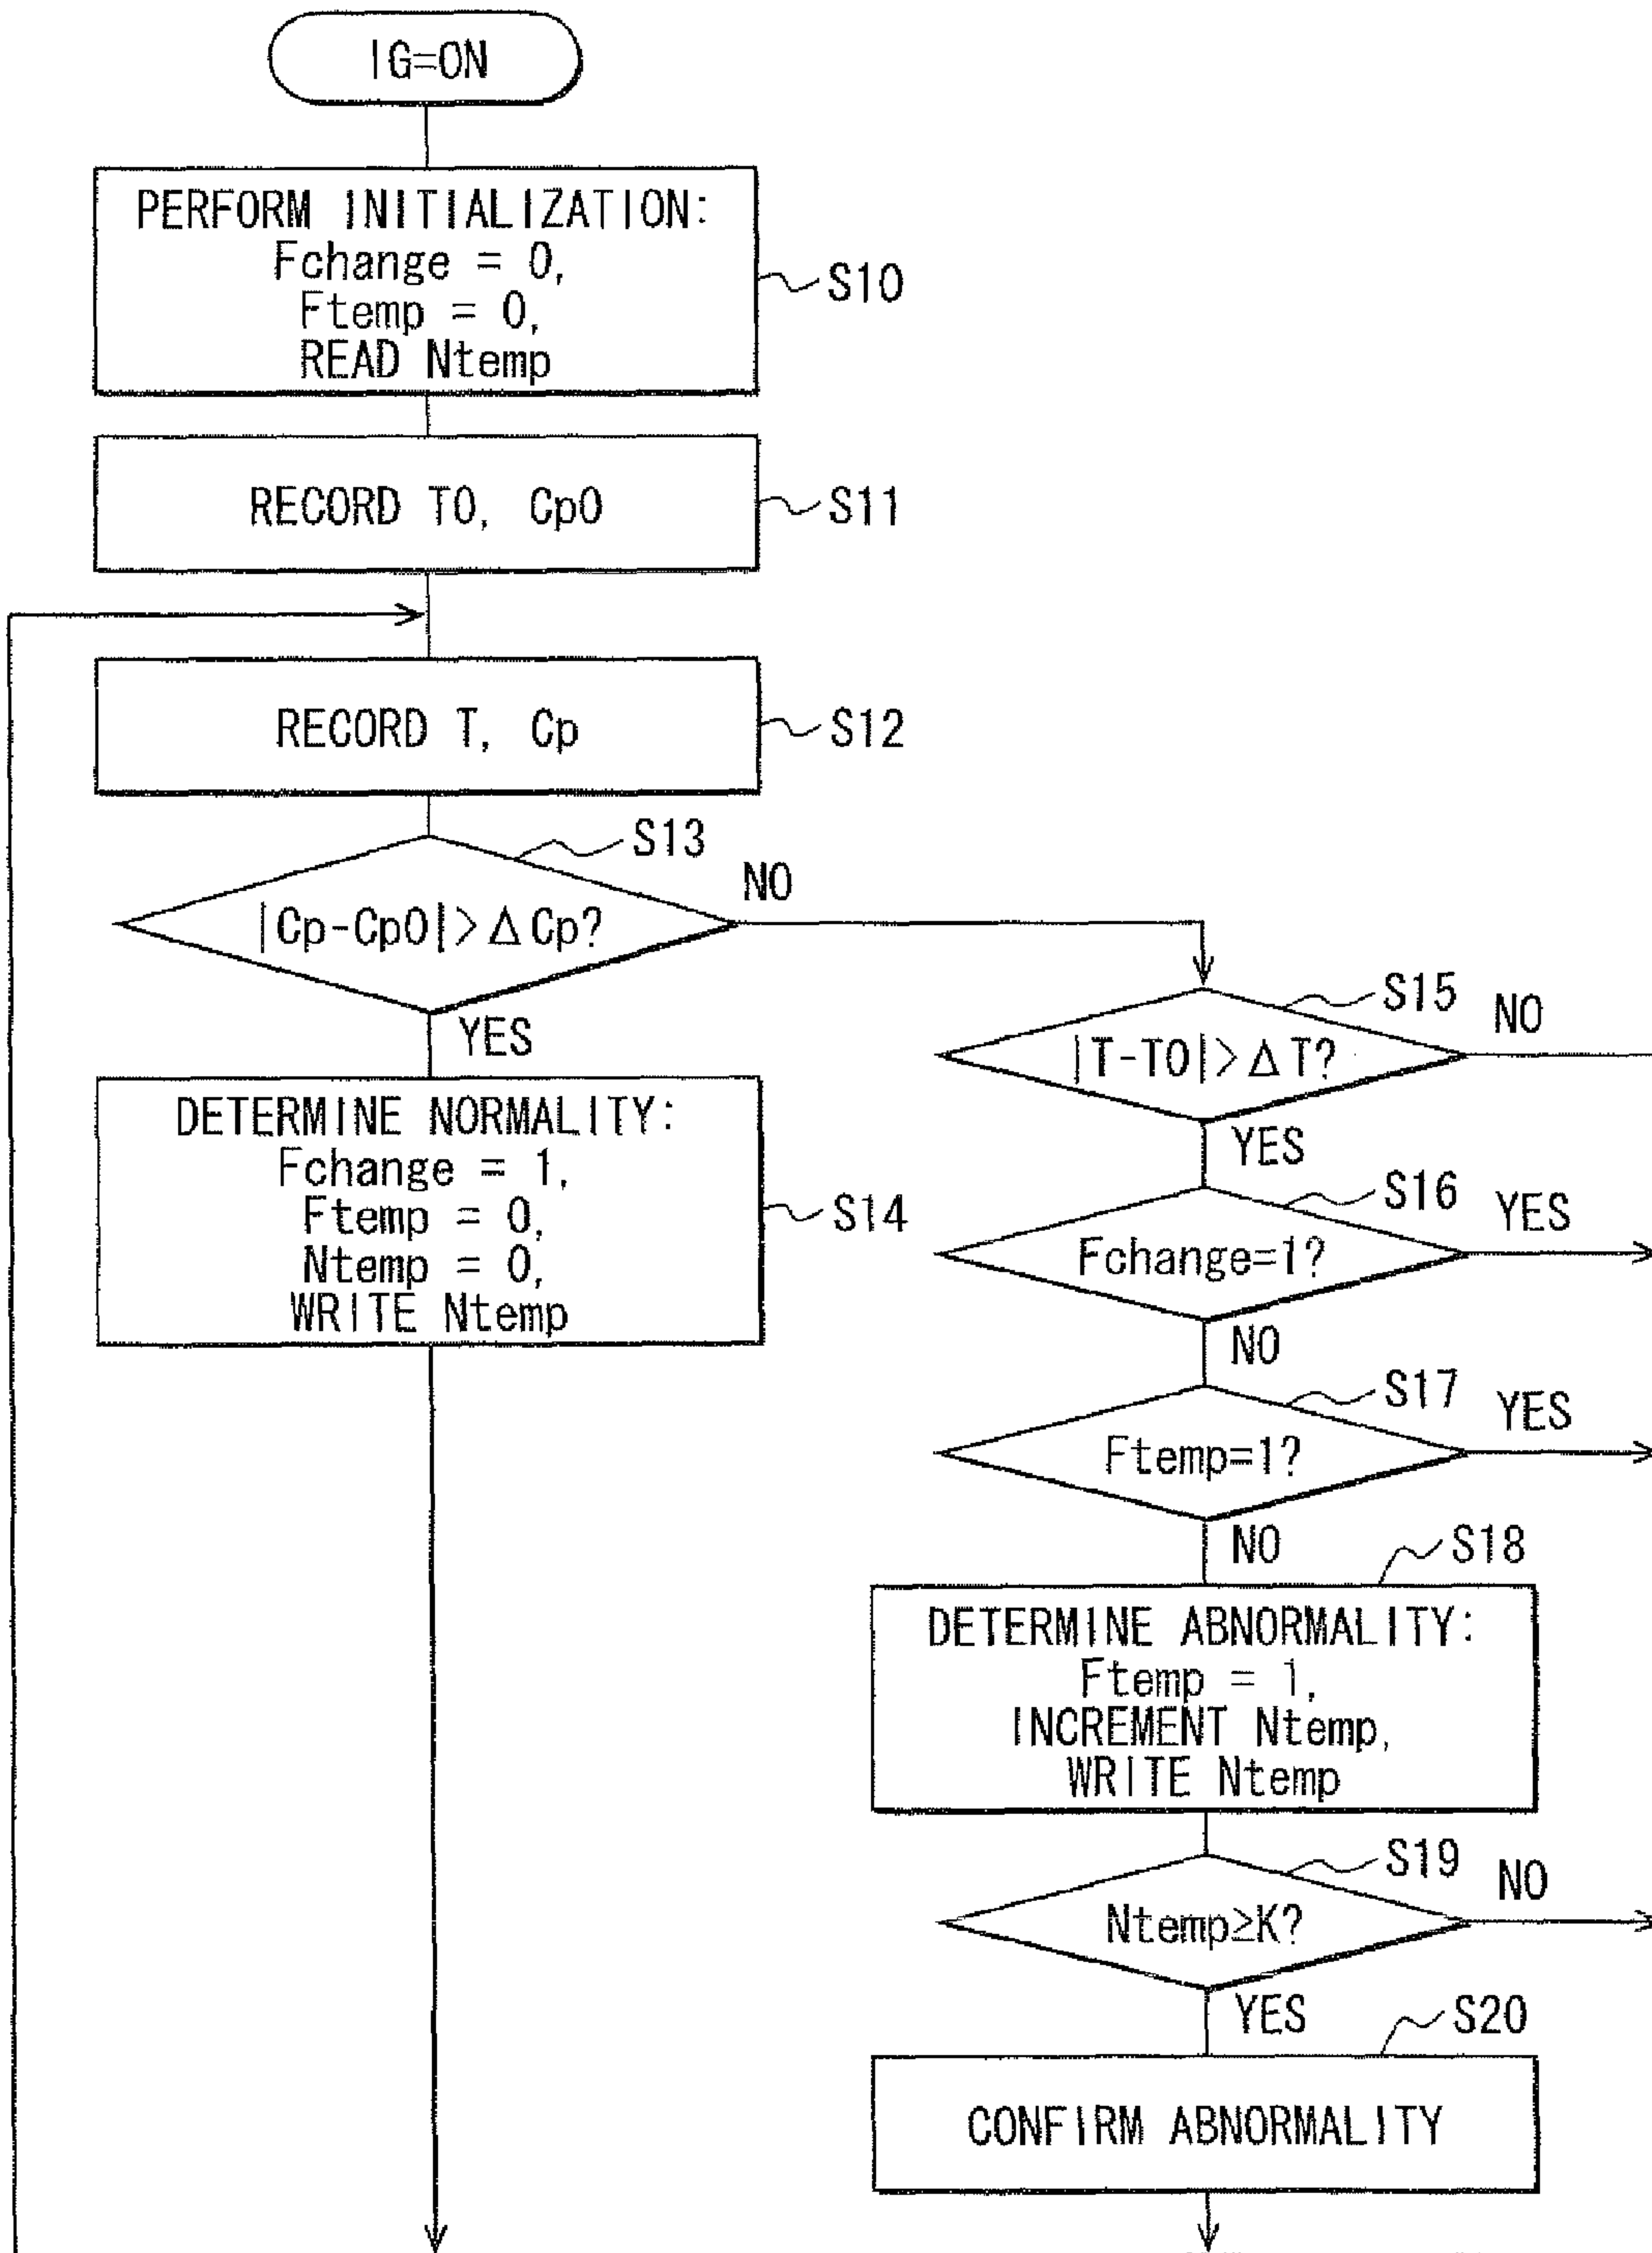 IG=ON
PERFORM INITIALIZATION:
Fchange = 0,
Ftemp = 0,
READ Ntemp
S10
RECORD T0, Cp0
S11
RECORD T, Cp
S12
S13
|Cp-Cp0|>ΔCp?
NO
YES
DETERMINE NORMALITY:
Fchange = 1,
Ftemp = 0,
Ntemp = 0,
WRITE Ntemp
S14
S15
|T-T0|>ΔT?
NO
YES
S16
Fchange=1?
YES
NO
S17
Ftemp=1?
YES
NO
S18
DETERMINE ABNORMALITY:
Ftemp = 1,
INCREMENT Ntemp,
WRITE Ntemp
S19
Ntemp≥K?
NO
YES
S20
CONFIRM ABNORMALITY